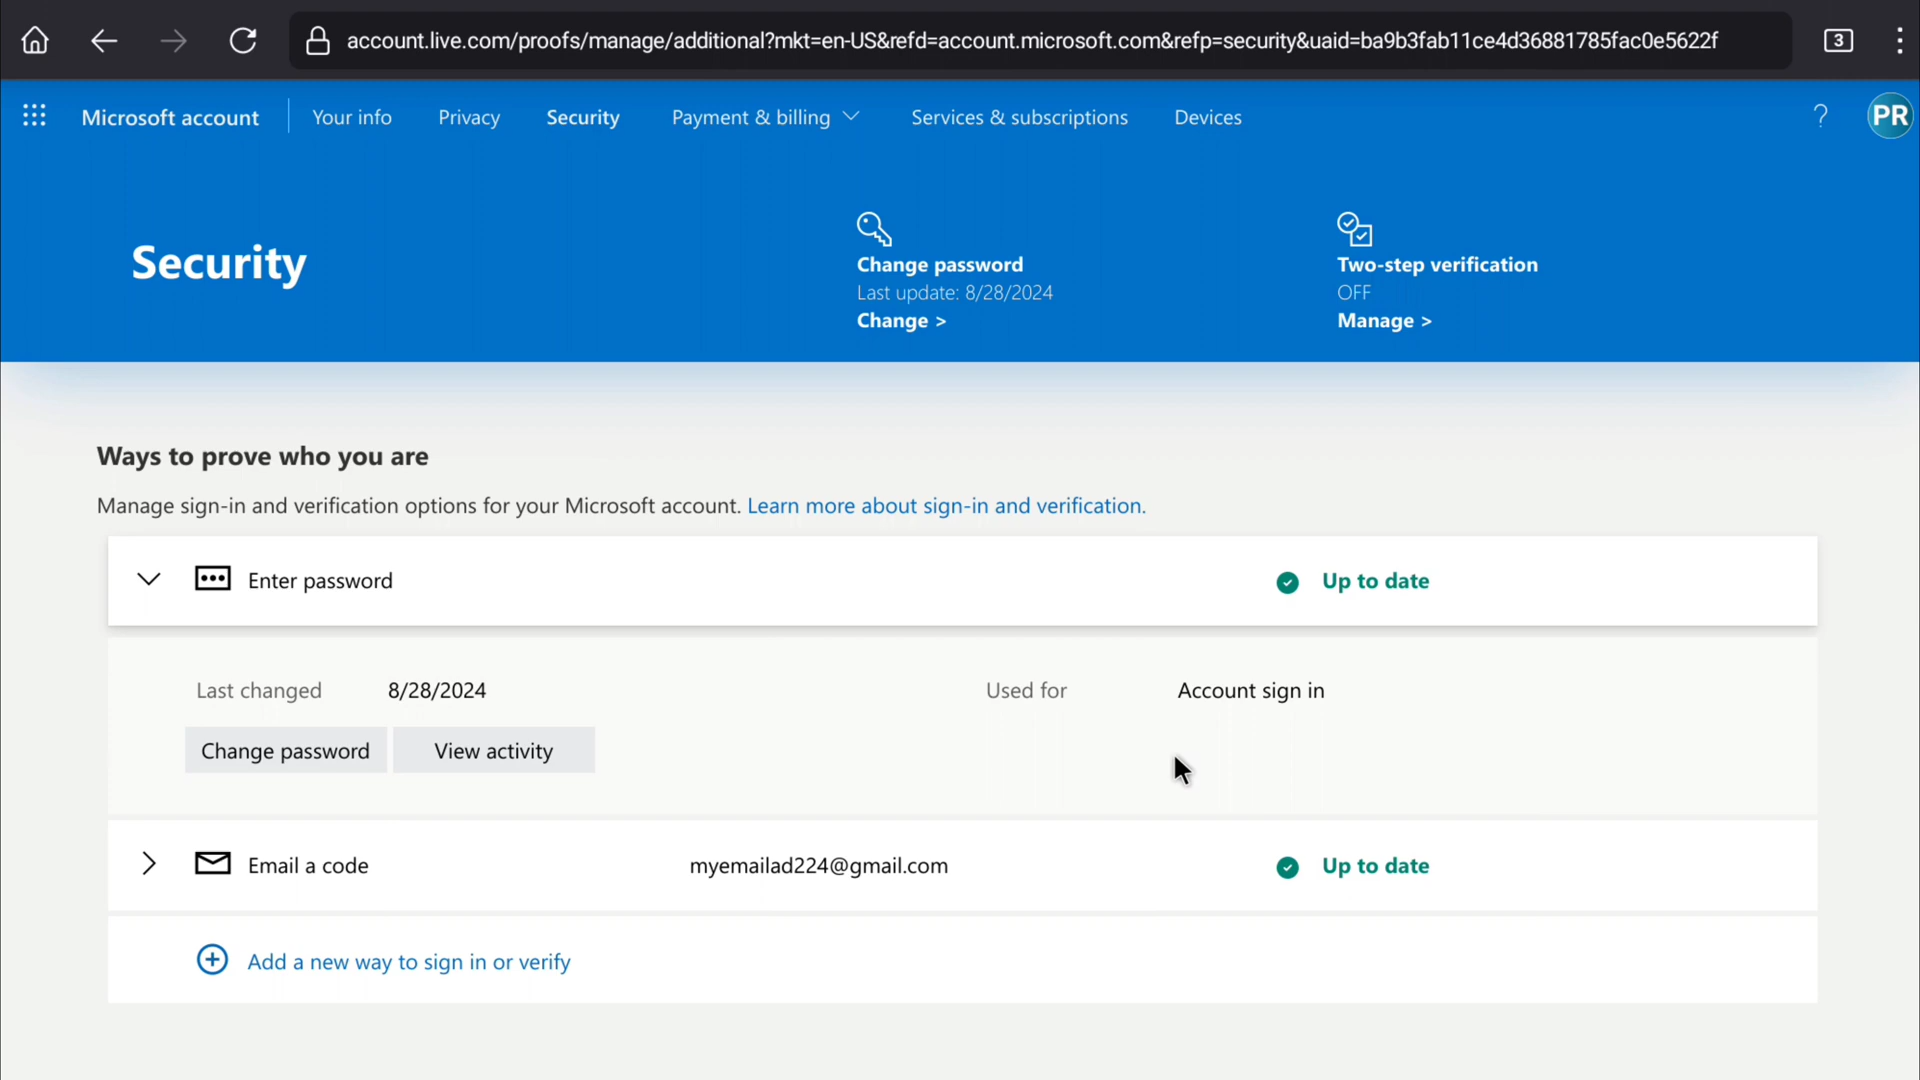 account.live.com/proofs/manage/additional?mkt=en-US&refd=account.microsoft.com&refp=security&uaid=ba9b3fab11ce4d36881785fac0e5622f
3
Microsoft account
Your info
Privacy
Security
Payment & billing
Services & subscriptions
Devices
?
PR
Security
Change password
Last update: 8/28/2024
Change >
Two-step verification
OFF
Manage >
Ways to prove who you are
Manage sign-in and verification options for your Microsoft account. Learn more about sign-in and verification.
Enter password
Up to date
Last changed
8/28/2024
Used for
Account sign in
Change password
View activity
Email a code
myemailad224@gmail.com
Up to date
Add a new way to sign in or verify